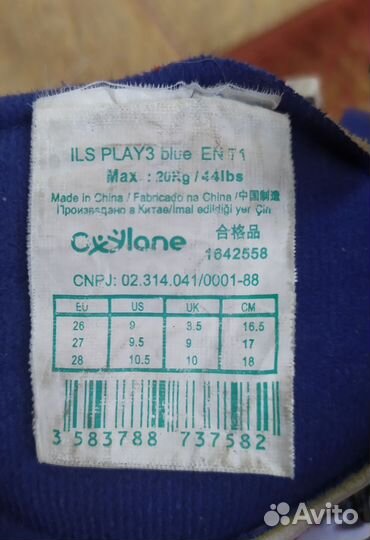 ILS PLAY3 blue EN T1
Max : 20Kg / 44lbs
Made in China / Fabricado na China /中国制造
Произведано в Китае/Imal edildiği yer Çin
Oxylane 合格品
1642558
CNPJ: 02.314.041/0001-88
EU US UK CM
26 9 3.5 16.5
27 9.5 9 17
28 10.5 10 18
3 583788 737582
Avito